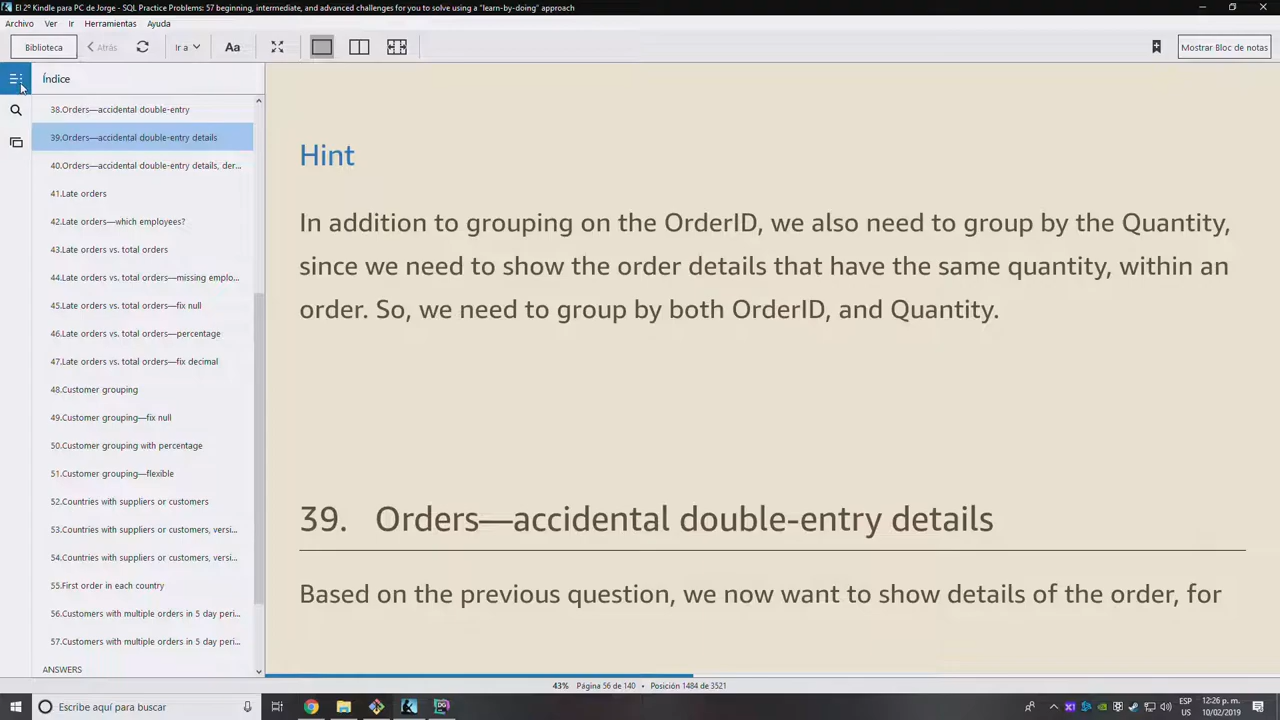 El 2º Kindle para PC de Jorge - SQL Practice Problems: 57 beginning, intermediate, and advanced challenges for you to solve using a "learn-by-doing" approach
Archivo Ver Ir Herramientas Ayuda
Biblioteca Atrás Ir a Aa Mostrar Bloc de notas
Índice
38.Orders—accidental double-entry
39.Orders—accidental double-entry details
40.Orders—accidental double-entry details, der...
41.Late orders
42.Late orders—which employees?
43.Late orders vs. total orders
44.Late orders vs. total orders—missing emplo...
45.Late orders vs. total orders—fix null
46.Late orders vs. total orders—percentage
47.Late orders vs. total orders—fix decimal
48.Customer grouping
49.Customer grouping—fix null
50.Customer grouping with percentage
51.Customer grouping—flexible
52.Countries with suppliers or customers
53.Countries with suppliers or customers, versi...
54.Countries with suppliers or customers, versi...
55.First order in each country
56.Customers with multiple orders in 5 day peri...
57.Customers with multiple orders in 5 day peri...
ANSWERS
Hint
In addition to grouping on the OrderID, we also need to group by the Quantity,
since we need to show the order details that have the same quantity, within an
order. So, we need to group by both OrderID, and Quantity.
39. Orders—accidental double-entry details
Based on the previous question, we now want to show details of the order, for
43% Página 56 de 140 • Posición 1484 de 3521
Escribe aquí para buscar
ESP
US
12:26 p. m.
10/02/2019